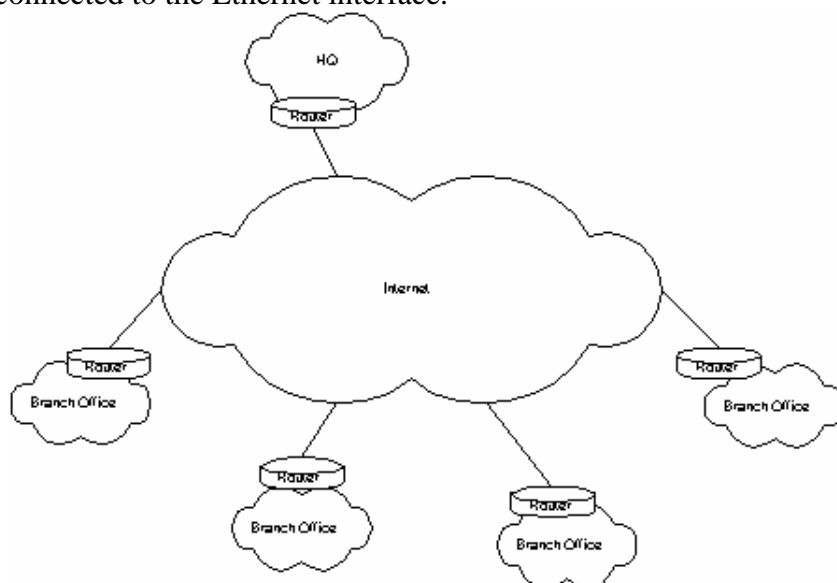 connected to the Ethernet interface.
HQ
Router
Internet
Router
Branch Office
Router
Branch Office
Router
Branch Office
Router
Branch Office